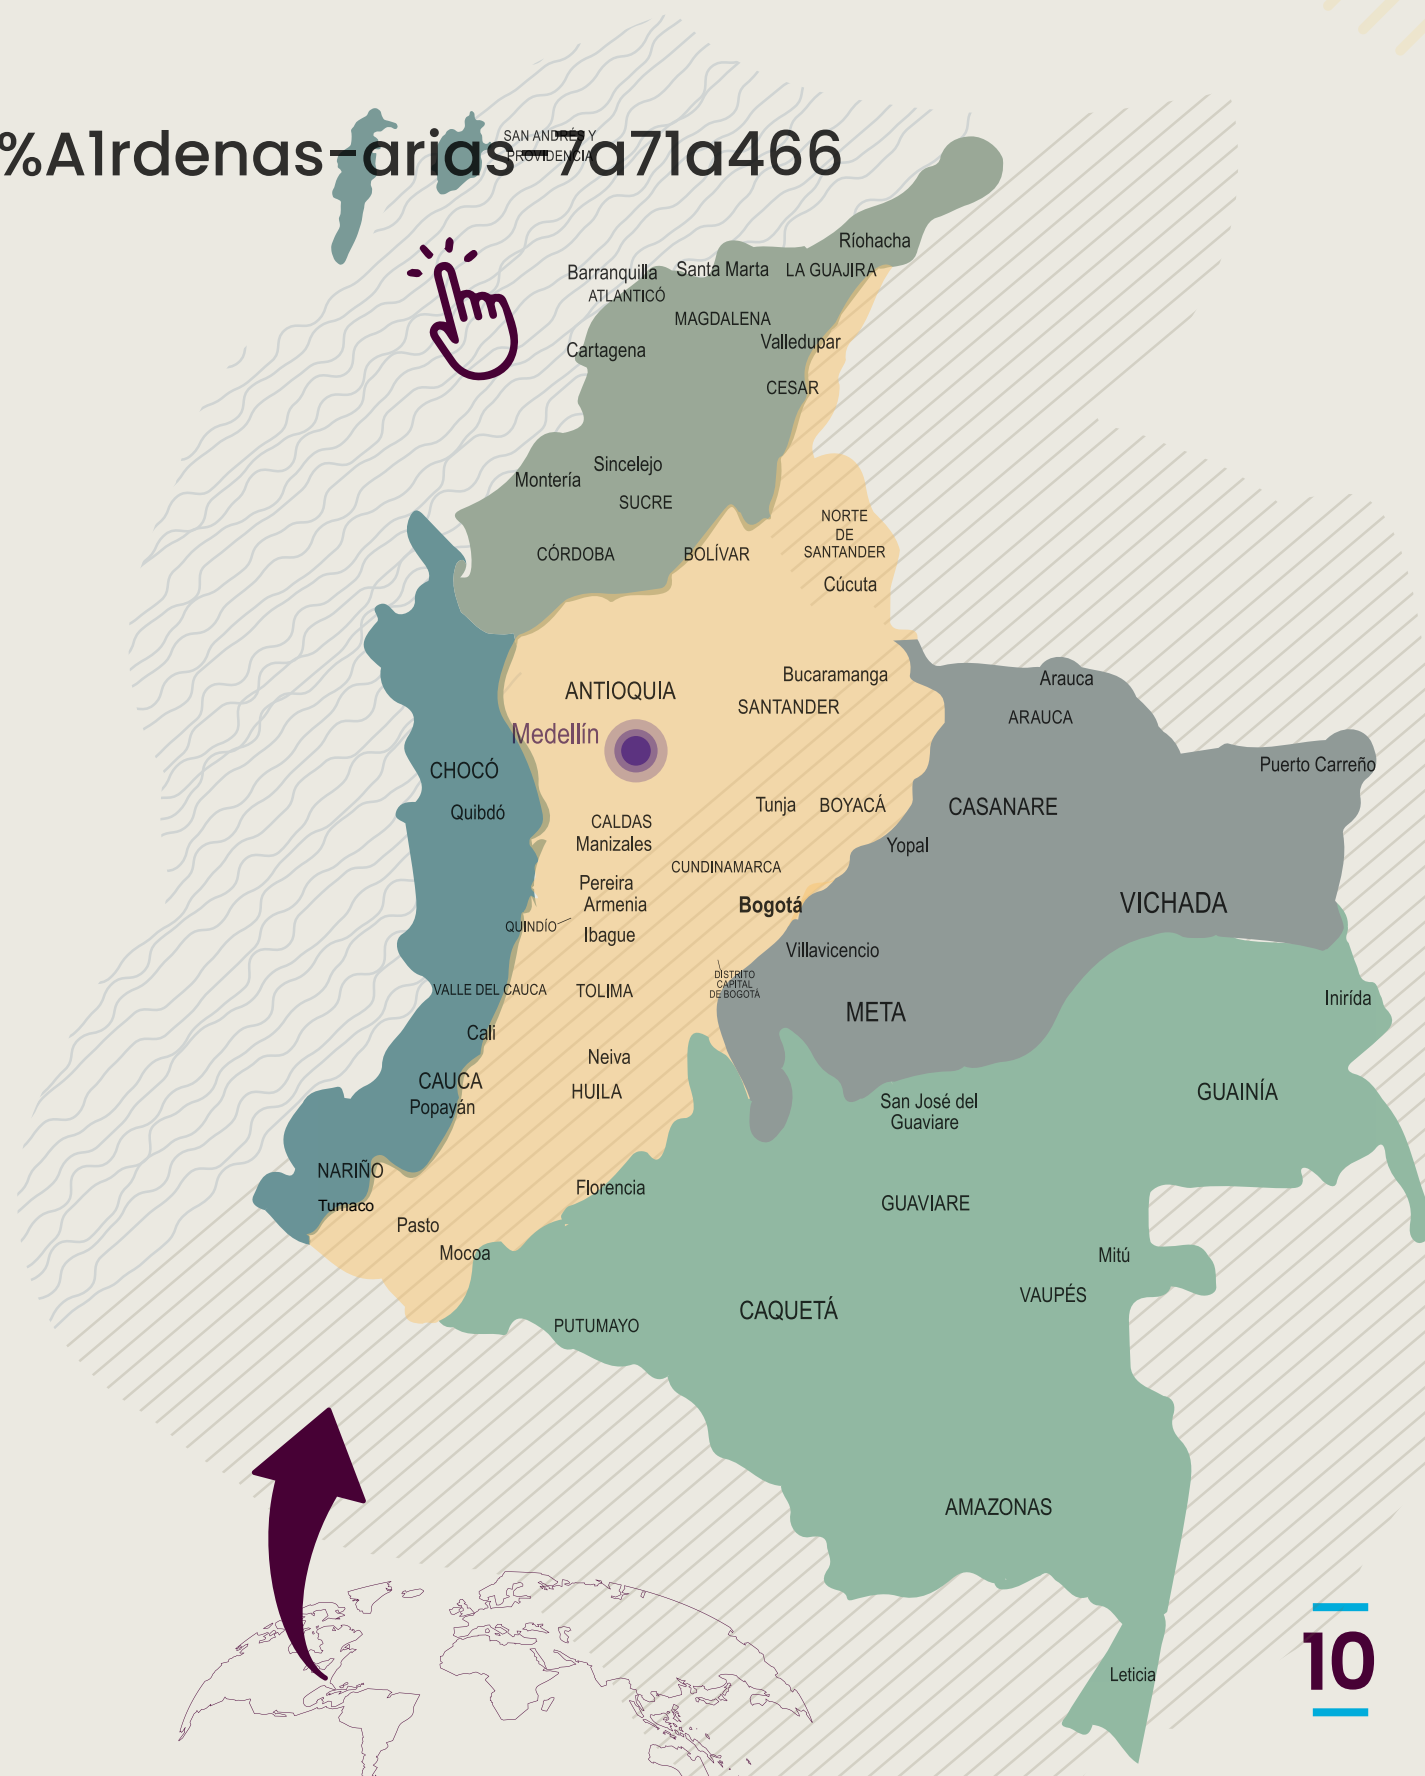 %A1rdenas-arias-7a71a466
SAN ANDRÉS Y
PROVIDENCIA
Ríohacha
Barranquilla
Santa Marta
LA GUAJIRA
ATLANTICÓ
MAGDALENA
Valledupar
Cartagena
CESAR
Sincelejo
Montería
SUCRE
NORTE
DE
SANTANDER
CÓRDOBA
BOLÍVAR
Cúcuta
Bucaramanga
Arauca
ANTIOQUIA
SANTANDER
ARAUCA
Medellín
CHOCÓ
Puerto Carreño
Quibdó
Tunja
BOYACÁ
CASANARE
CALDAS
Manizales
Yopal
CUNDINAMARCA
Pereira
Armenia
Bogotá
VICHADA
QUINDÍO
Ibague
Villavicencio
DISTRITO
CAPITAL
DE BOGOTÁ
VALLE DEL CAUCA
TOLIMA
Inirída
META
Cali
Neiva
CAUCA
HUILA
GUAINÍA
Popayán
San José del
Guaviare
NARIÑO
Florencia
Tumaco
GUAVIARE
Pasto
Mocoa
Mitú
VAUPÉS
CAQUETÁ
PUTUMAYO
AMAZONAS
10
Leticia